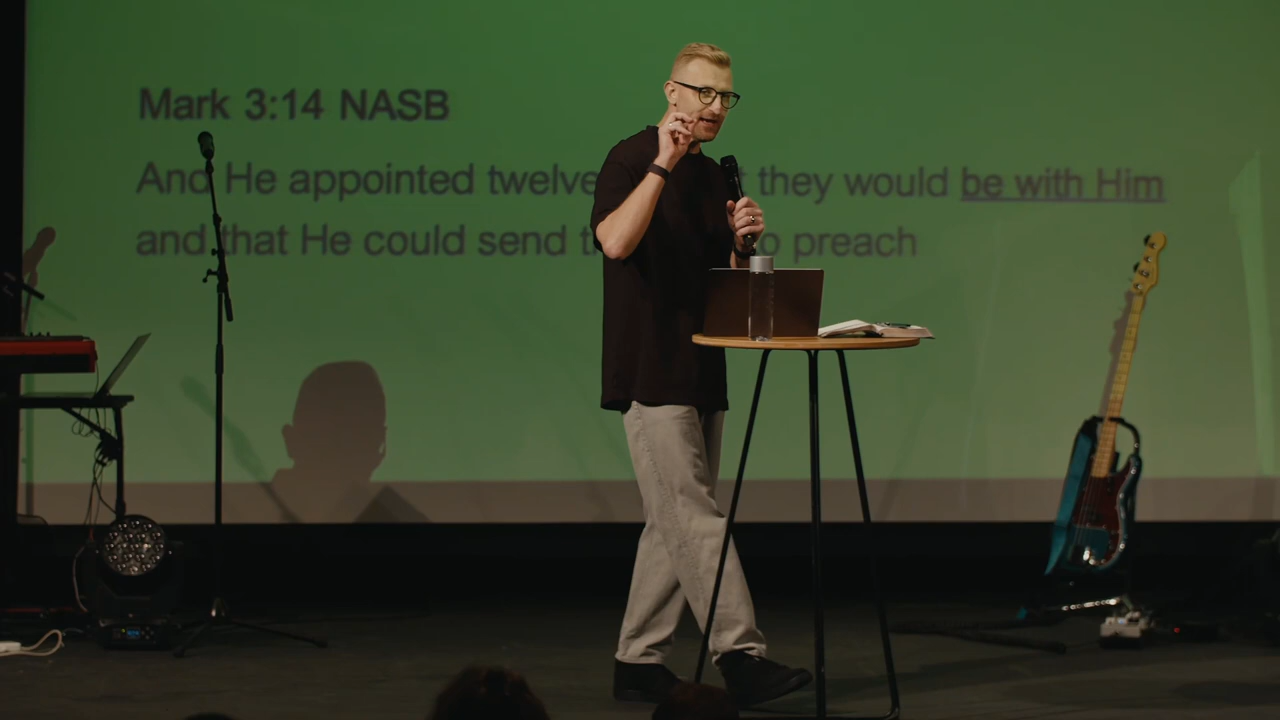 Mark 3:14 NASB
And He appointed twelve they would be with Him
and that He could send preach